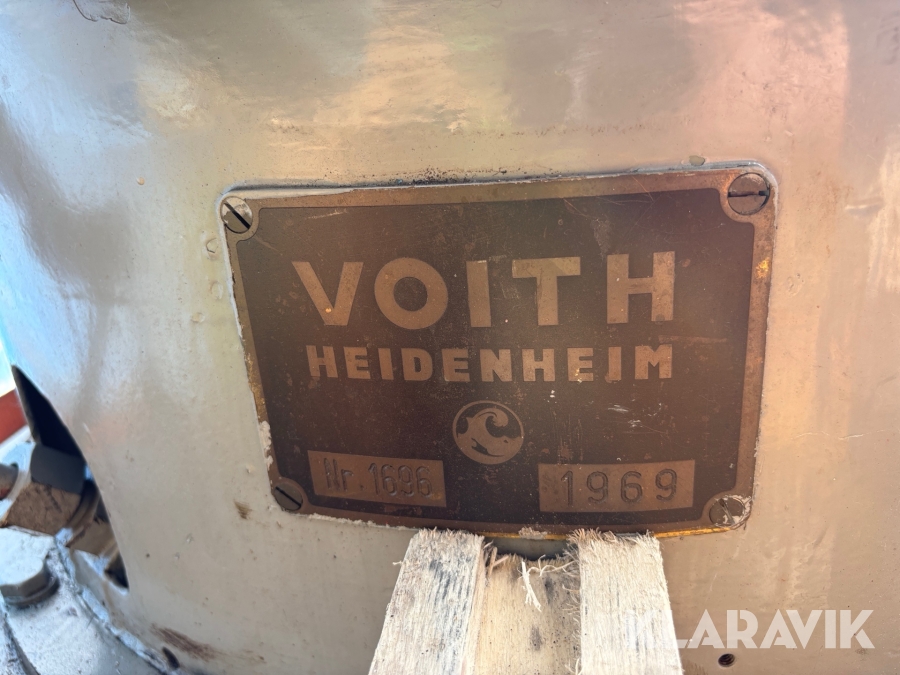 VOITH
HEIDENHEIM
Nr. 1696 1969
KLARAVIK